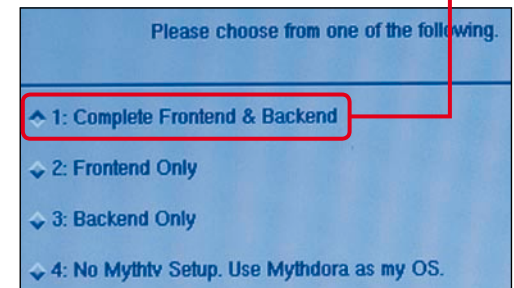 Please choose from one of the following.
1: Complete Frontend & Backend
2: Frontend Only
3: Backend Only
4: No Mythtv Setup. Use Mythdora as my OS.